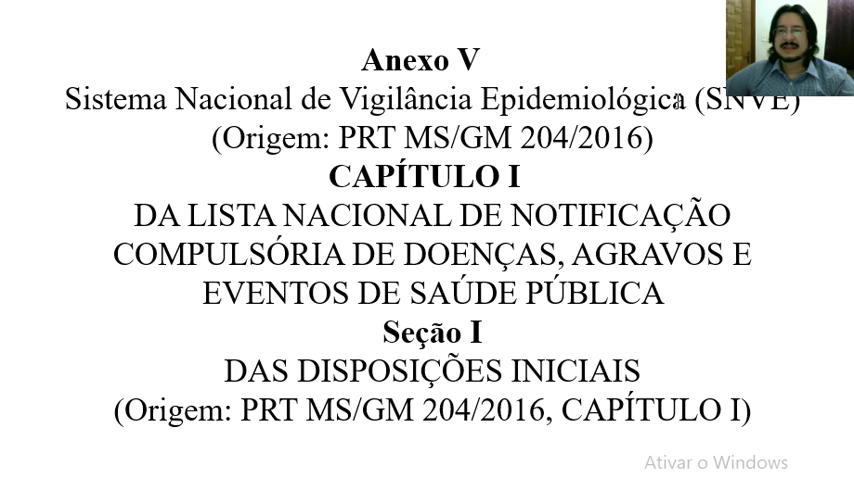 Anexo V
Sistema Nacional de Vigilância Epidemiológica (SNVE)
(Origem: PRT MS/GM 204/2016)
CAPÍTULO I
DA LISTA NACIONAL DE NOTIFICAÇÃO
COMPULSÓRIA DE DOENÇAS, AGRAVOS E
EVENTOS DE SAÚDE PÚBLICA
Seção I
DAS DISPOSIÇÕES INICIAIS
(Origem: PRT MS/GM 204/2016, CAPÍTULO I)
Ativar o Windows